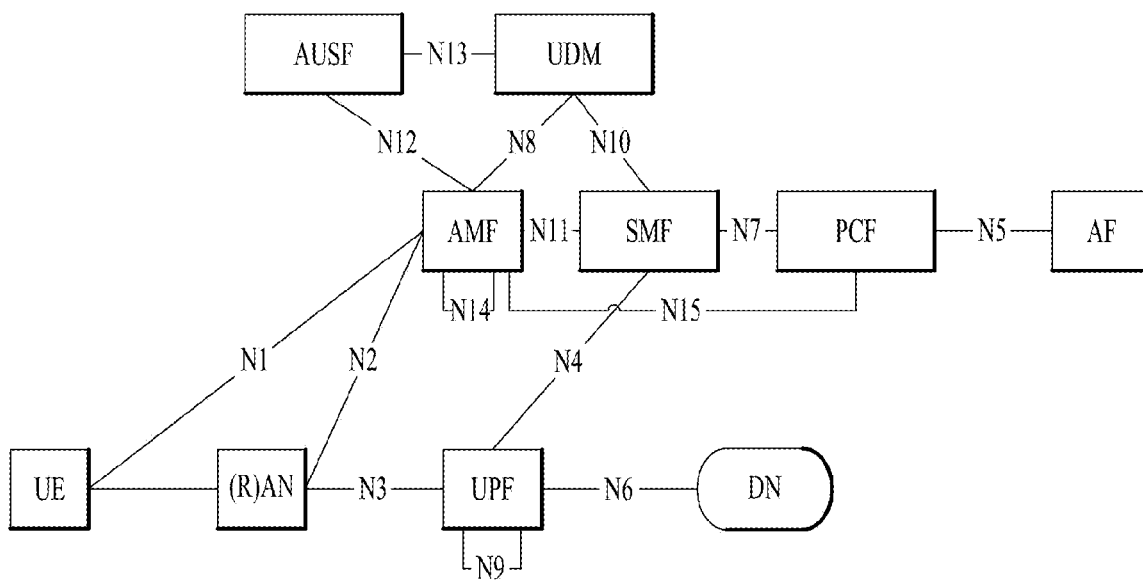 AUSF N13 UDM
N12 N8 N10
AMF N11 SMF N7 PCF N5 AF
N14 N15
N1 N2 N4
UE (R)AN N3 UPF N6 DN
N9